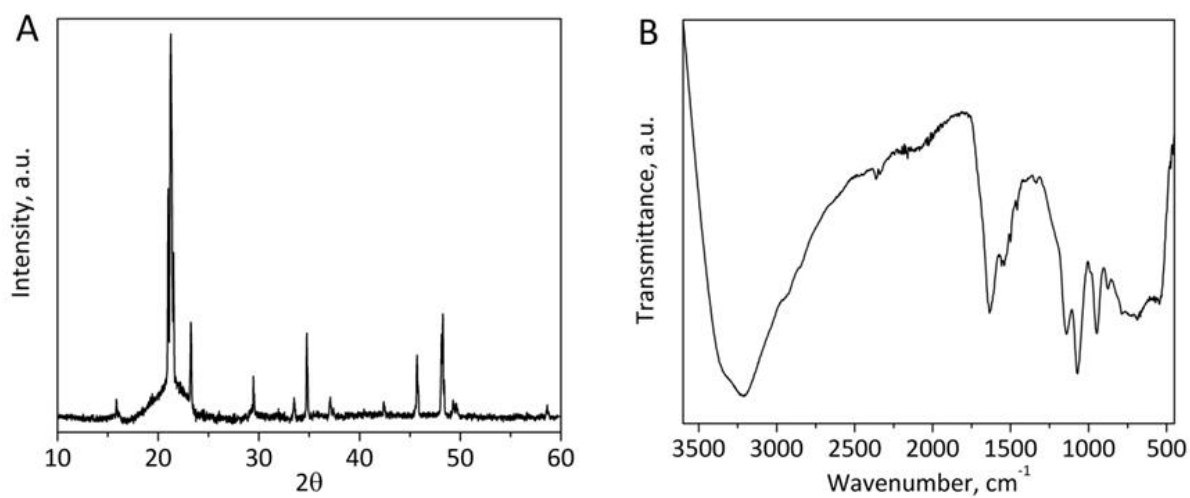 A
Intensity, a.u.
10 20 30 40 50 60
2θ
B
Transmittance, a.u.
3500 3000 2500 2000 1500 1000 500
Wavenumber, cm⁻¹